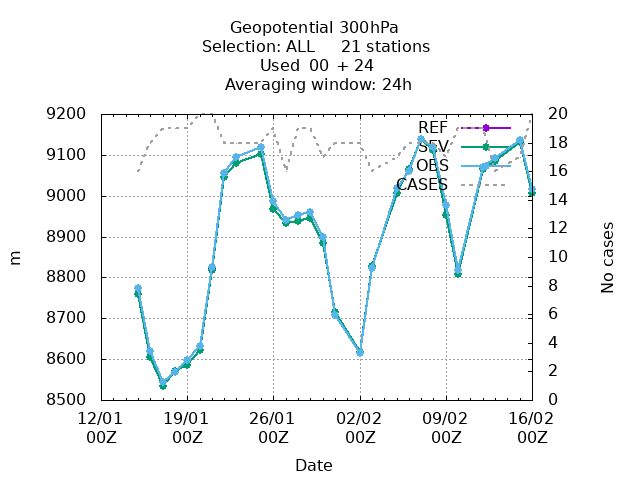 Geopotential 300hPa
Selection: ALL 21 stations
Used 00 + 24
Averaging window: 24h
9200
9100
9000
8900
8800
8700
8600
8500
m
20
18
16
14
12
10
8
6
4
2
0
No cases
REF
SFV
OBS
CASES
12/01 19/01 26/01 02/02 09/02 16/02
00Z 00Z 00Z 00Z 00Z 00Z
Date